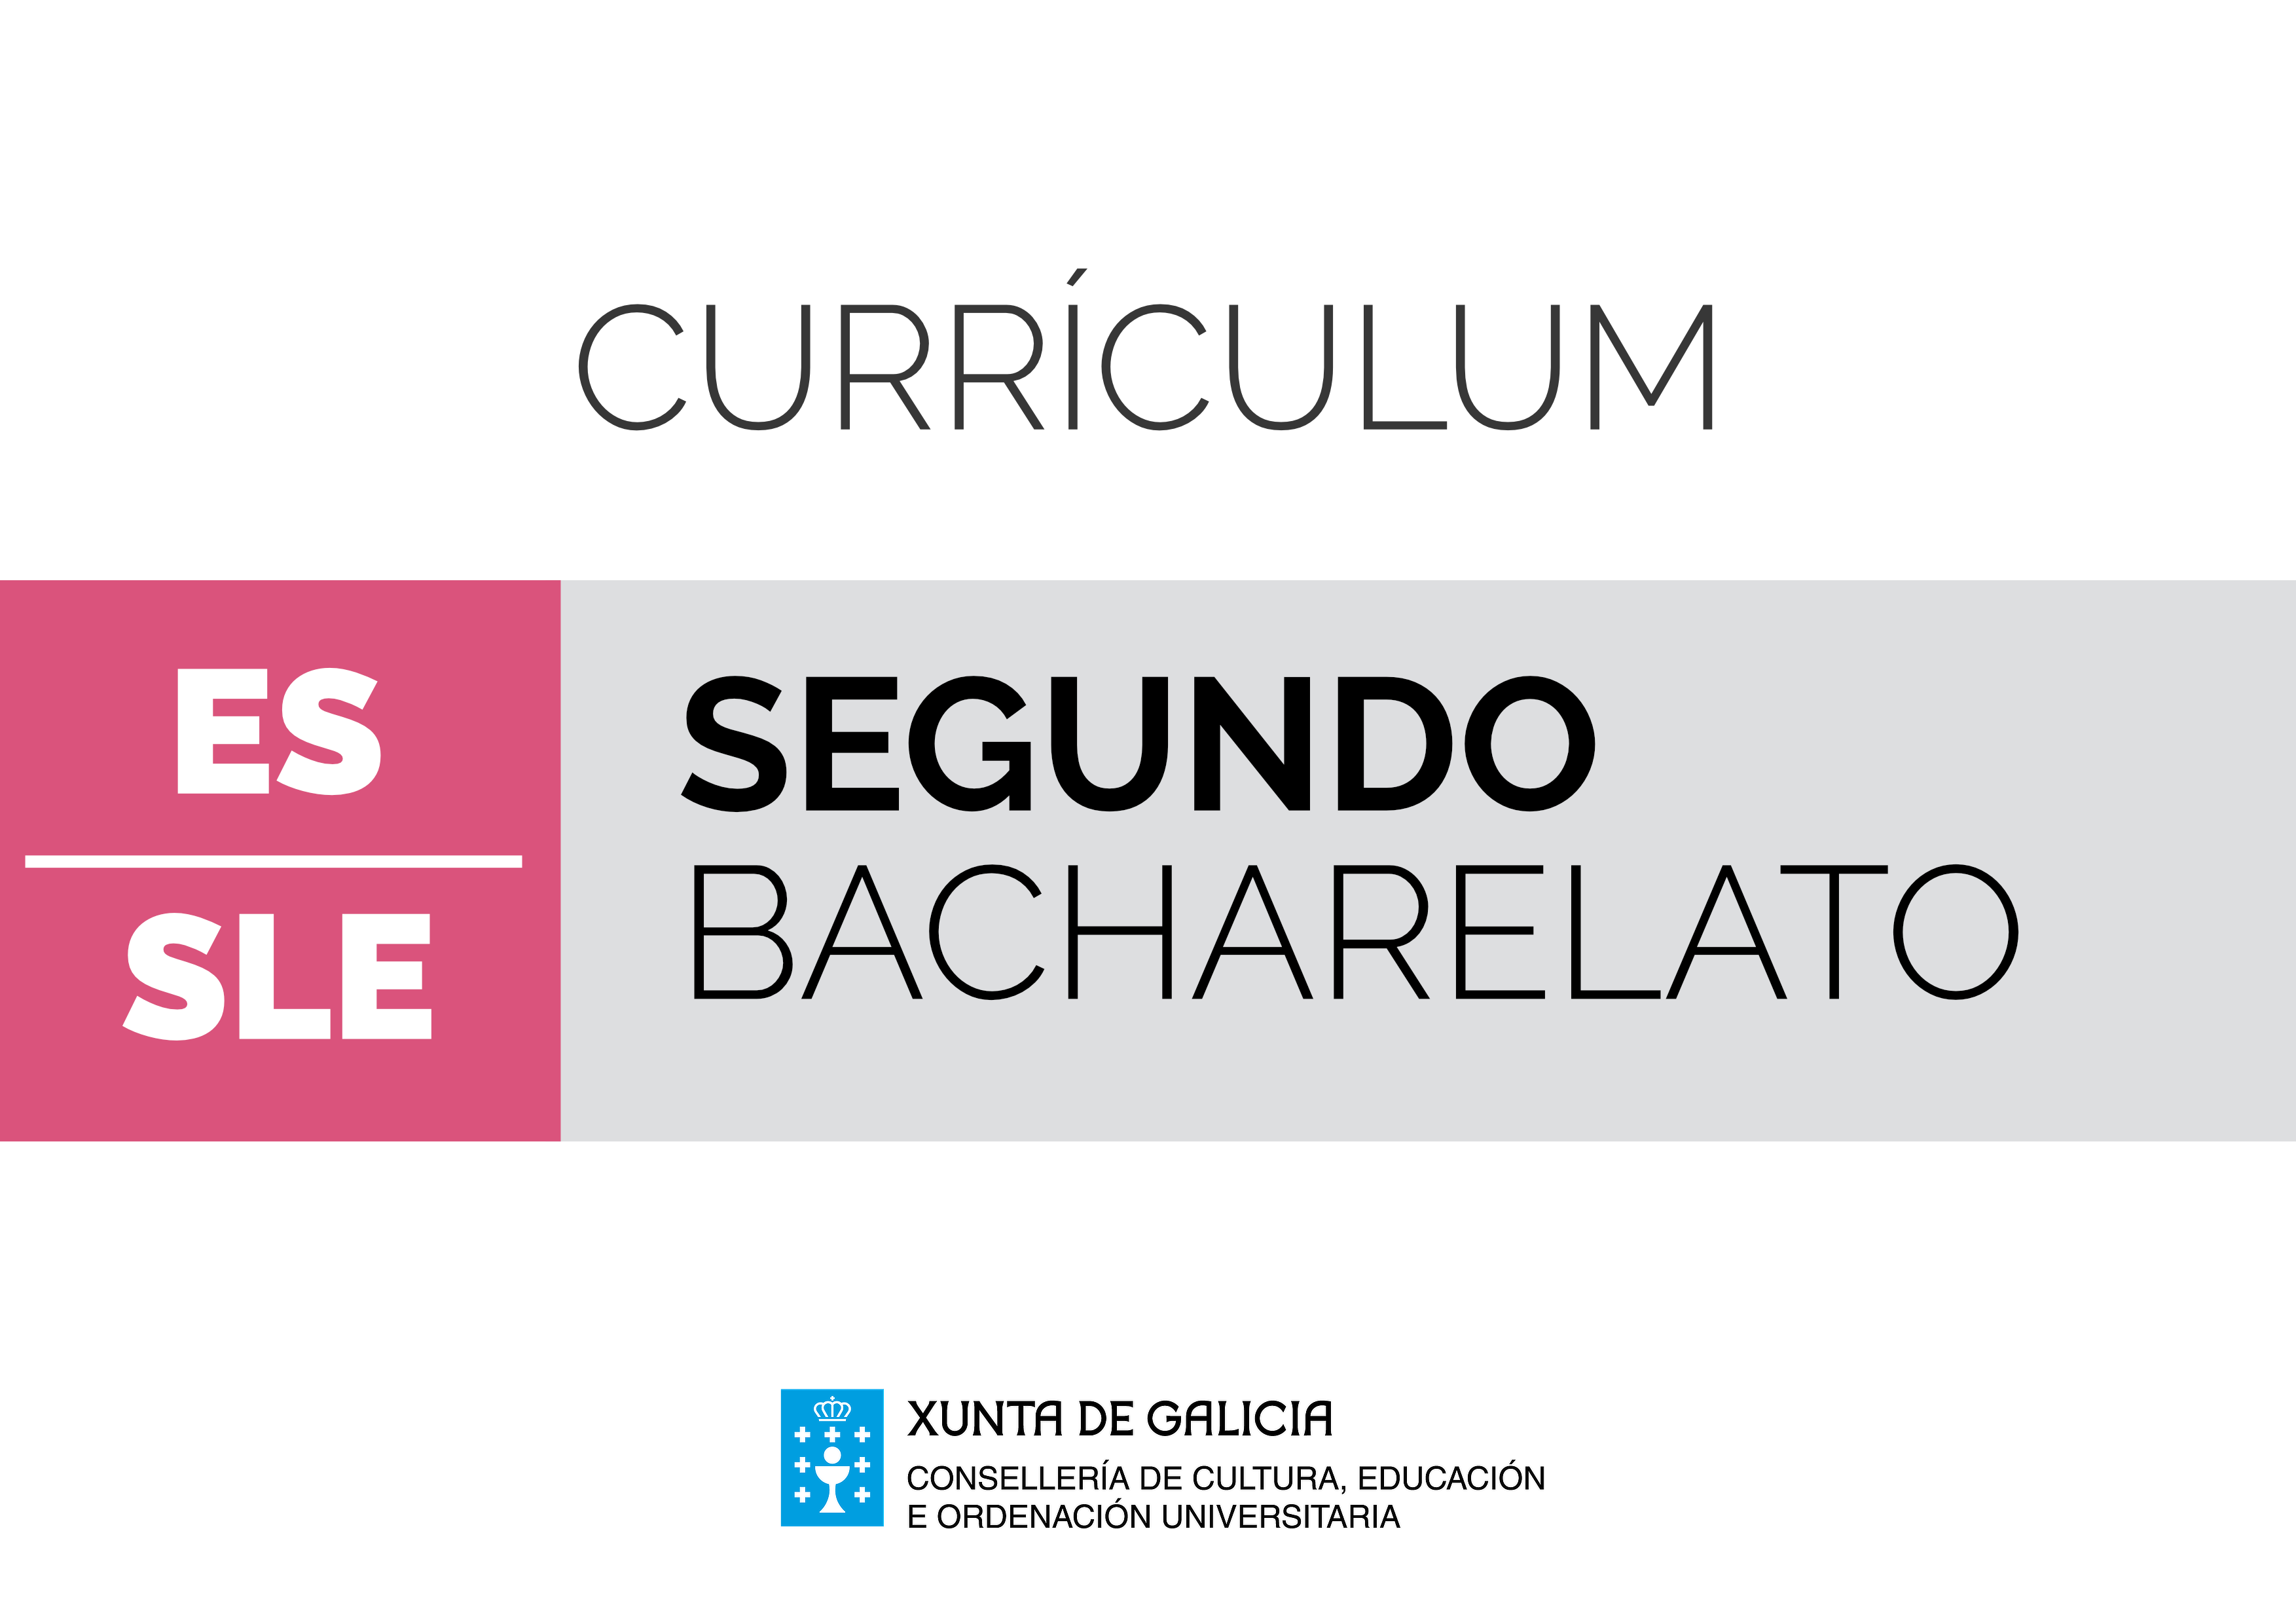 CURRÍCULUM
ES
SLE
SEGUNDO
BACHARELATO
XUNTA DE GALICIA
CONSELLERÍA DE CULTURA, EDUCACIÓN
E ORDENACIÓN UNIVERSITARIA